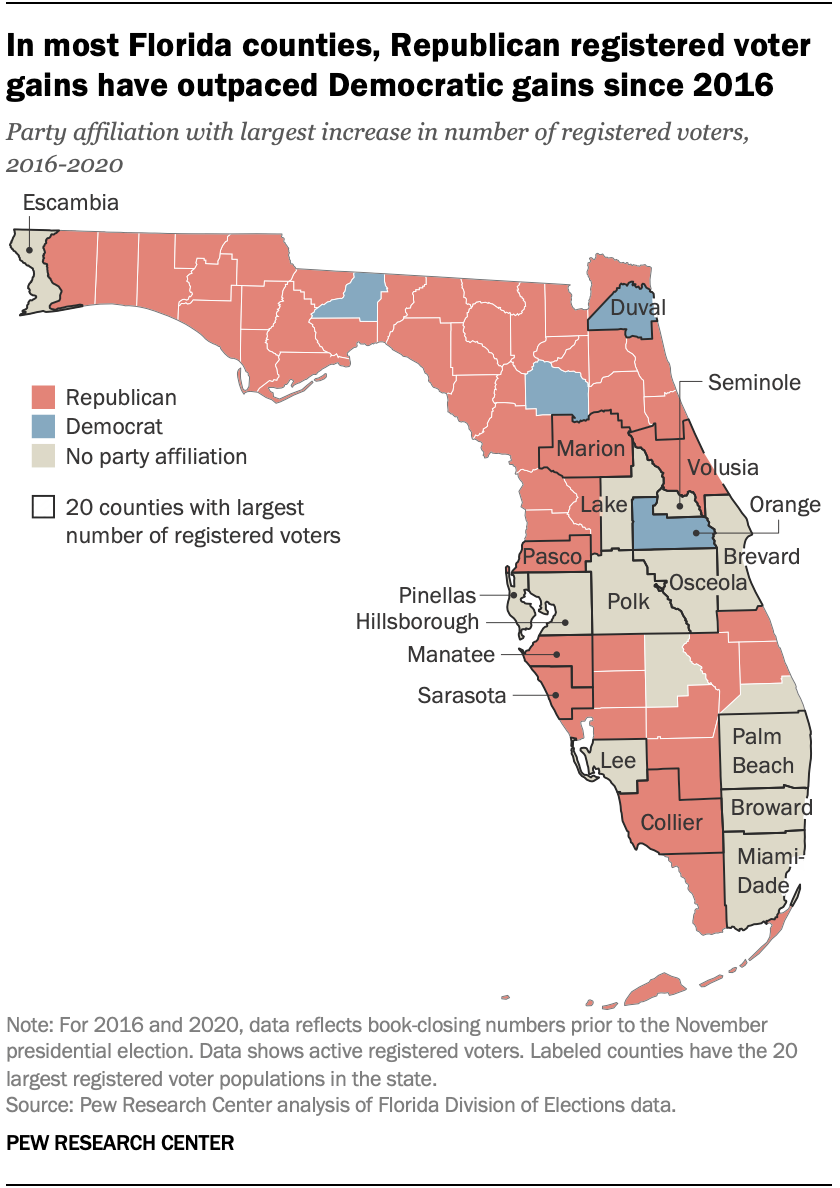 In most Florida counties, Republican registered voter
gains have outpaced Democratic gains since 2016
Party affiliation with largest increase in number of registered voters,
2016-2020
Escambia
Duval
Seminole
Republican
Democrat
No party affiliation
20 counties with largest
number of registered voters
Marion
Volusia
Lake
Orange
Pasco
Brevard
Osceola
Pinellas
Polk
Hillsborough
Manatee
Sarasota
Palm
Beach
Lee
Broward
Collier
Miami-
Dade
Note: For 2016 and 2020, data reflects book-closing numbers prior to the November
presidential election. Data shows active registered voters. Labeled counties have the 20
largest registered voter populations in the state.
Source: Pew Research Center analysis of Florida Division of Elections data.
PEW RESEARCH CENTER